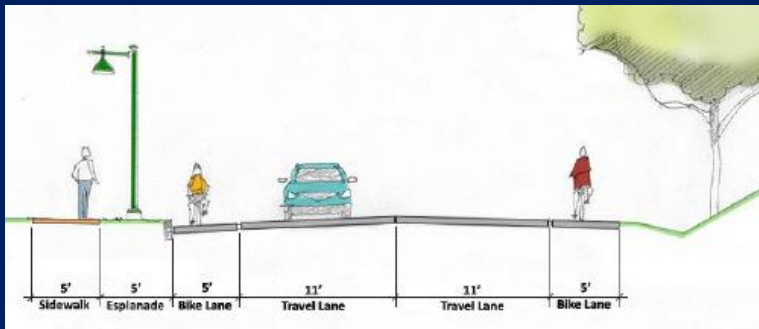 5' 5' 5' 11' 11' 5'
Sidewalk Esplanade Bike Lane Travel Lane Travel Lane Bike Lane